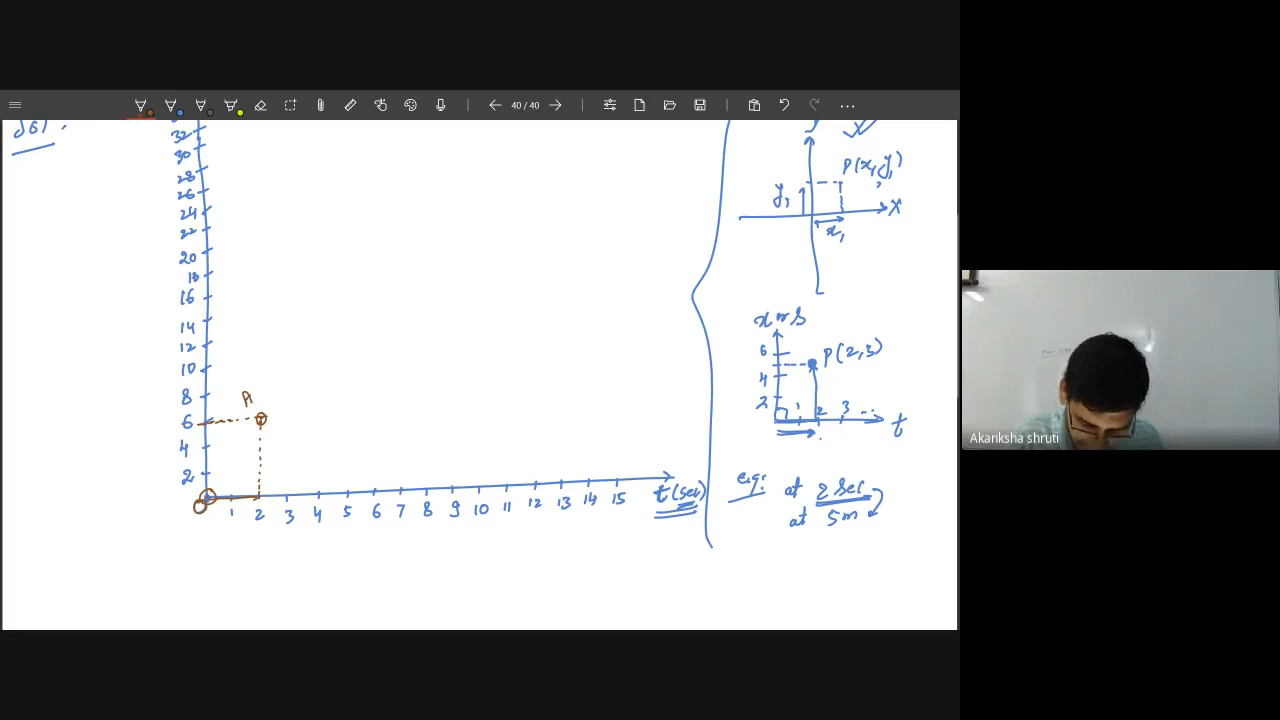 40 / 40
Sol :
32
30
28
26
24
22
20
18
16
14
12
10
8
6
4
2
A
O
1 2 3 4 5 6 7 8 9 10 11 12 13 14 15
t (sec)
y
P(x₁, y₁)
y₁
x
x₁
x or s
6
4
2
P(2,5)
1 2 3 ...
t
e.g: at 2 sec
at 5m
Akanksha shruti